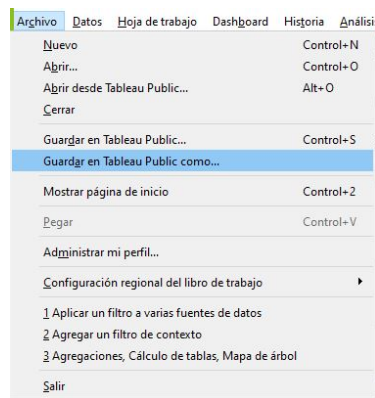 Archivo Datos Hoja de trabajo Dashboard Historia Análisi
Nuevo Control+N
Abrir... Control+O
Abrir desde Tableau Public... Alt+O
Cerrar
Guardar en Tableau Public... Control+S
Guardar en Tableau Public como...
Mostrar página de inicio Control+2
Pegar Control+V
Administrar mi perfil...
Configuración regional del libro de trabajo
1 Aplicar un filtro a varias fuentes de datos
2 Agregar un filtro de contexto
3 Agregaciones, Cálculo de tablas, Mapa de árbol
Salir